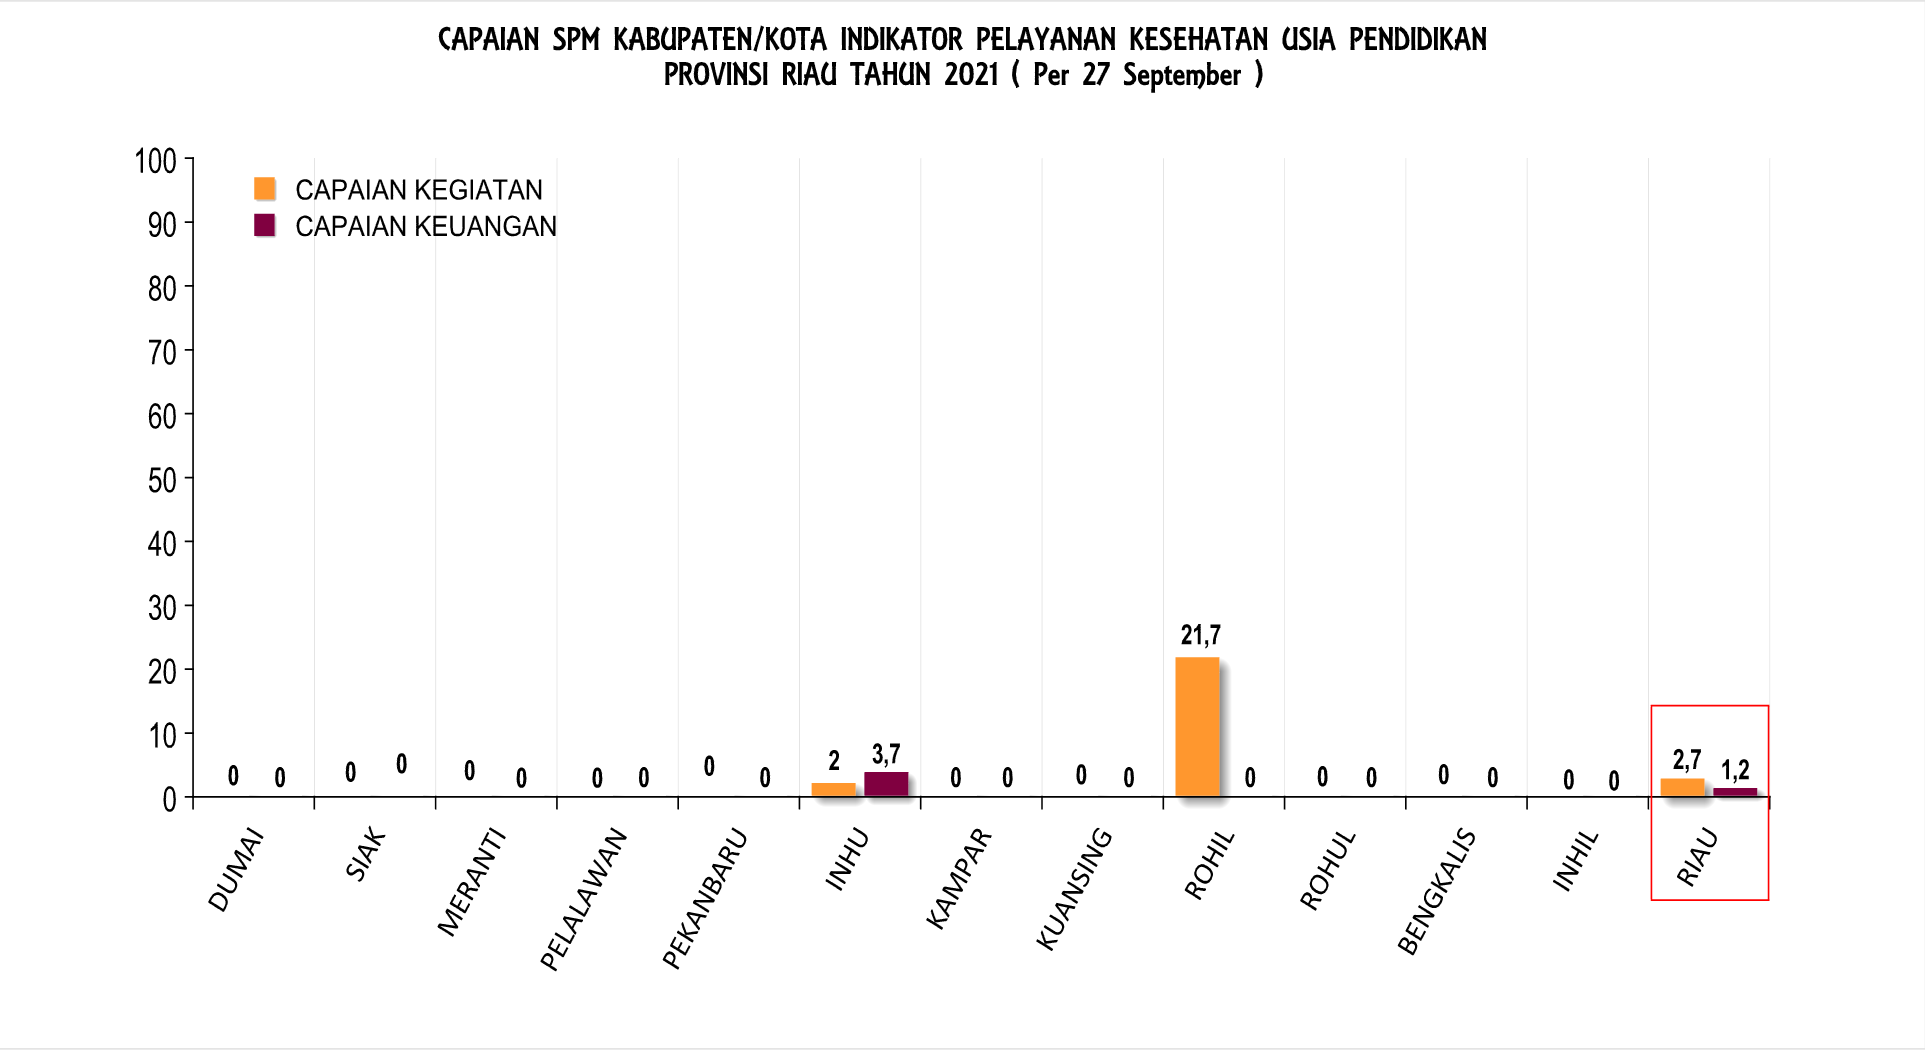 CAPAIAN SPM KABUPATEN/KOTA INDIKATOR PELAYANAN KESEHATAN USIA PENDIDIKAN
PROVINSI RIAU TAHUN 2021 ( Per 27 September )
CAPAIAN KEGIATAN
CAPAIAN KEUANGAN
100
90
80
70
60
50
40
30
20
10
0
0 0 0 0 0 0 0 0 0 0 2 3,7 0 0 0 0 21,7 0 0 0 0 0 0 0 2,7 1,2
DUMAI
SIAK
MERANTI
PELALAWAN
PEKANBARU
INHU
KAMPAR
KUANSING
ROHIL
ROHUL
BENGKALIS
INHIL
RIAU